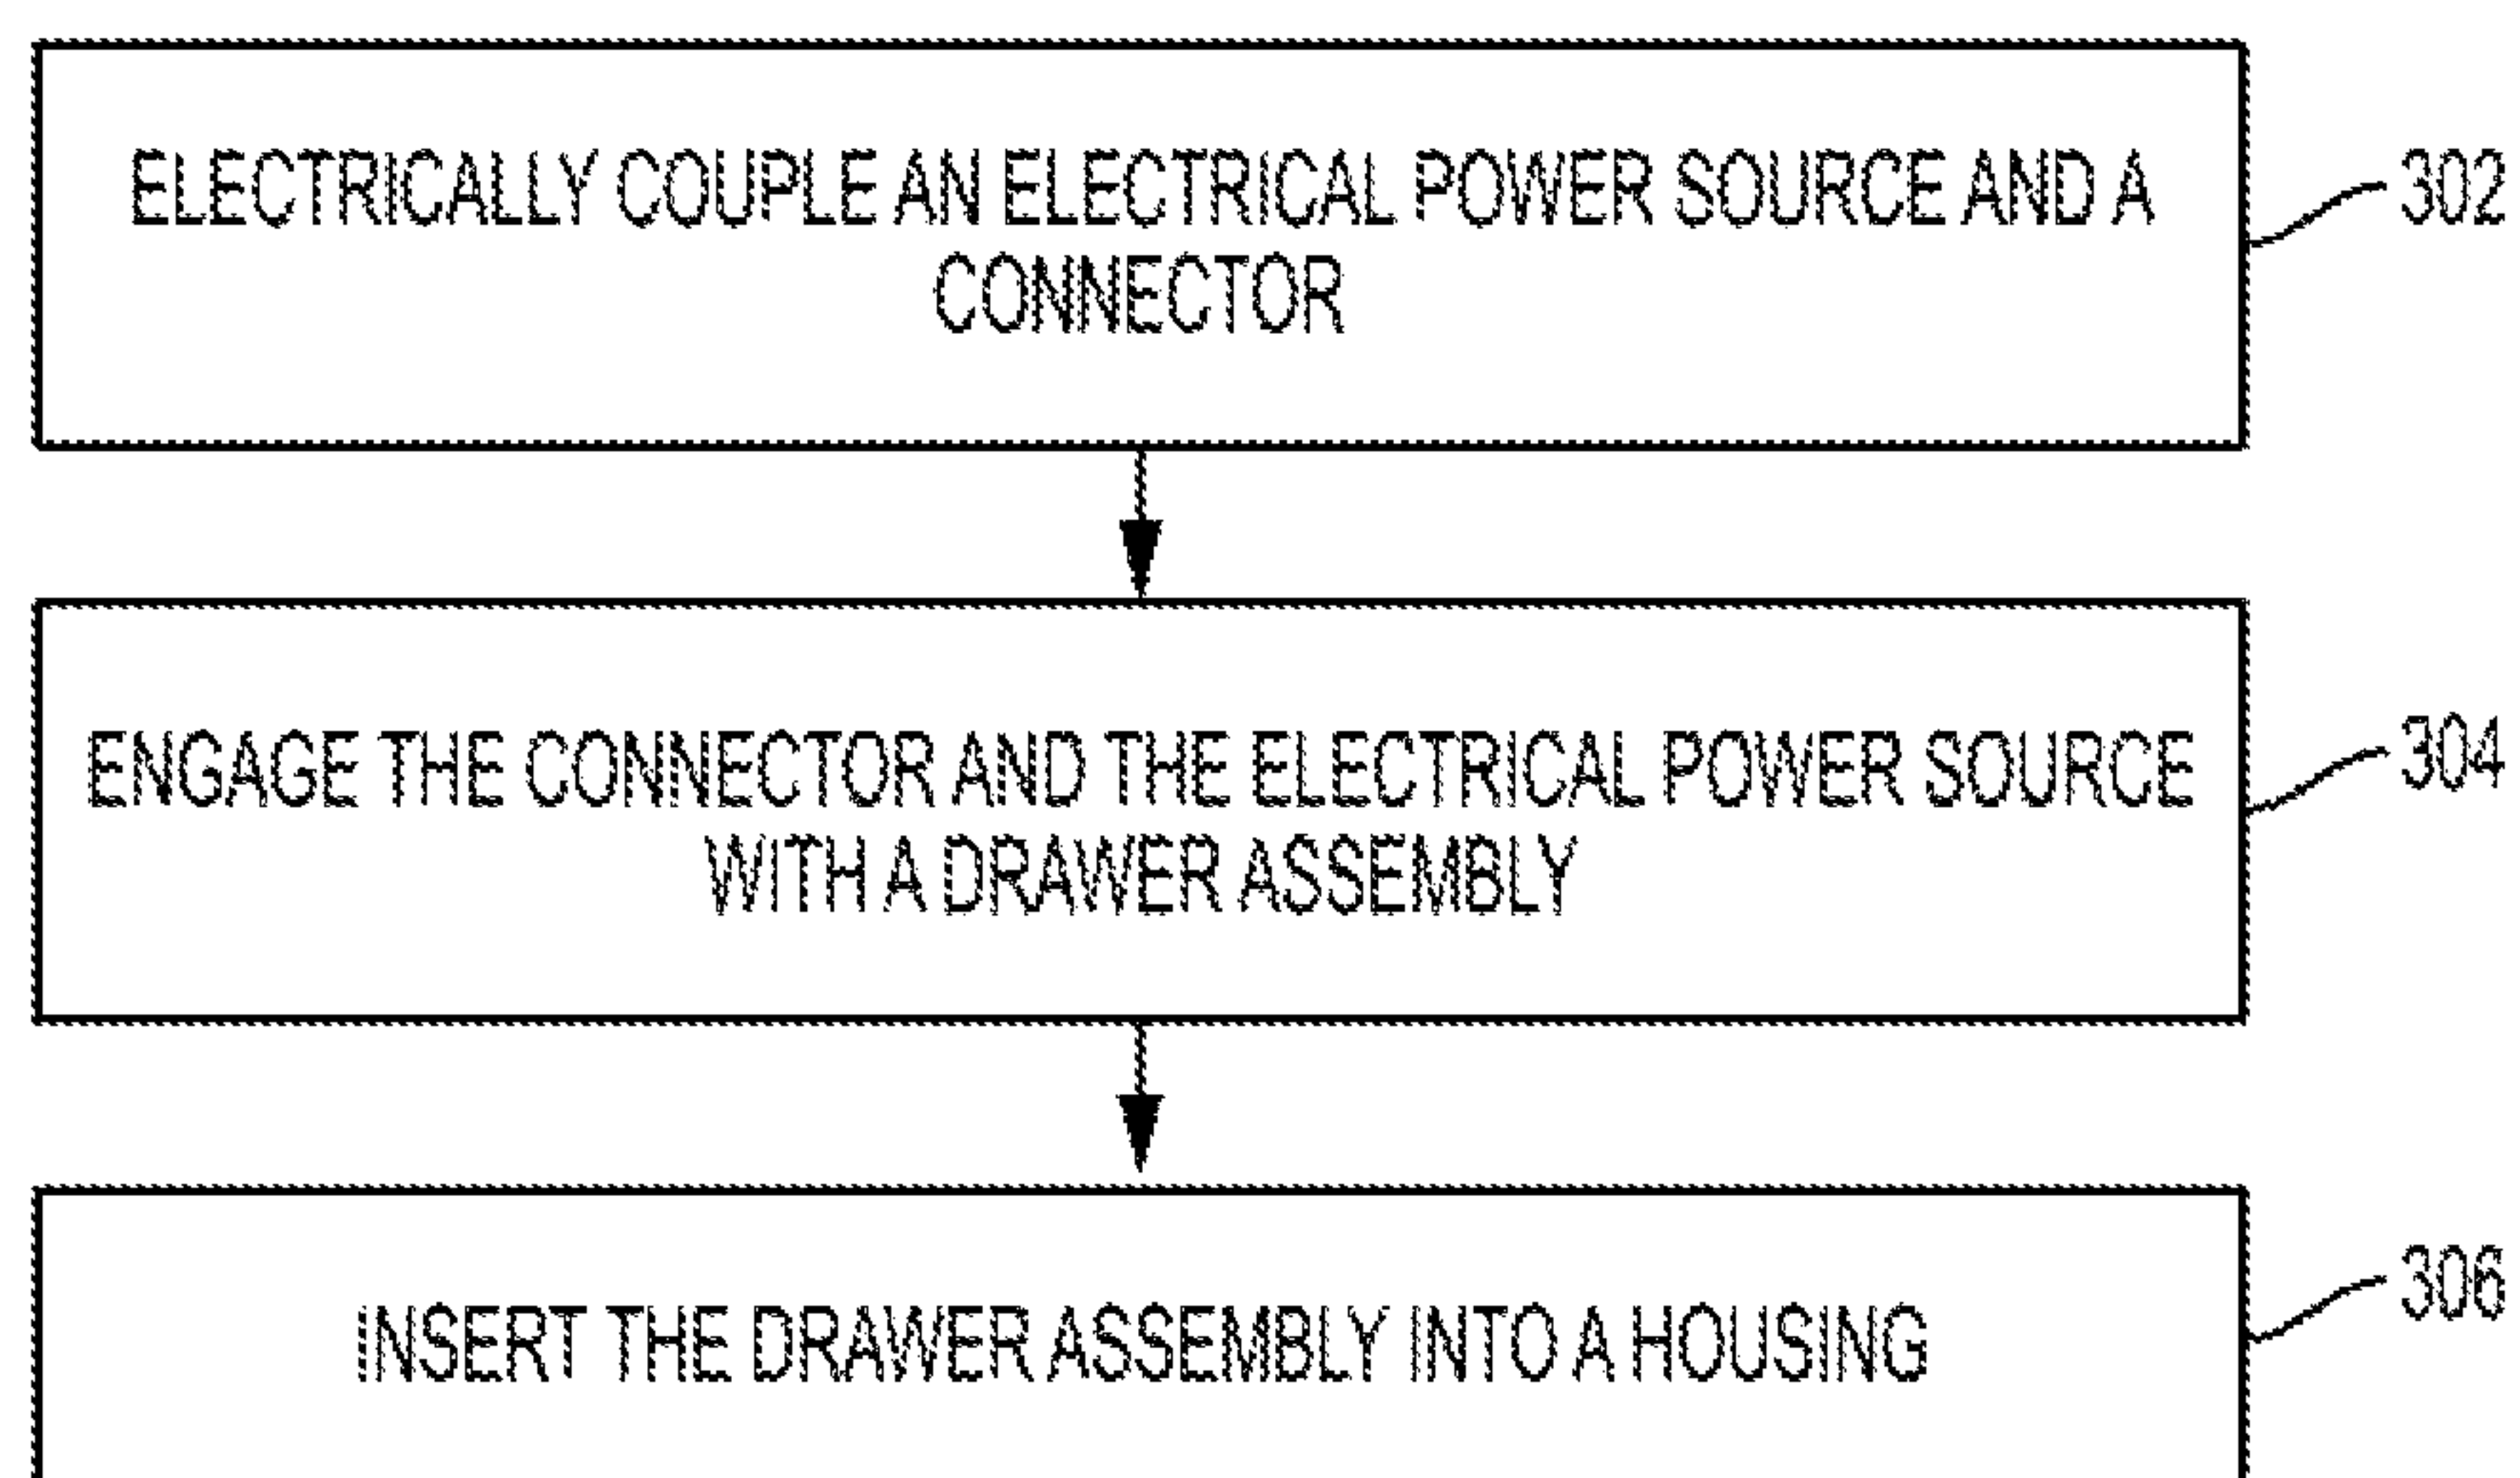 ELECTRICALLY COUPLE AN ELECTRICAL POWER SOURCE AND A
CONNECTOR
302
ENGAGE THE CONNECTOR AND THE ELECTRICAL POWER SOURCE
WITH A DRAWER ASSEMBLY
304
INSERT THE DRAWER ASSEMBLY INTO A HOUSING
306